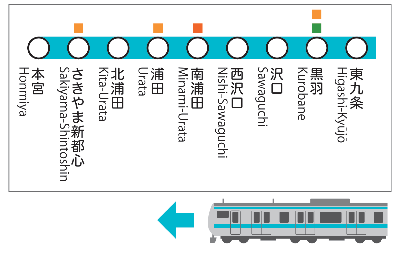 本宮
Honmiya
さきやま新都心
Sakiyama-Shintoshin
北浦田
Kita-Urata
浦田
Urata
南浦田
Minami-Urata
西沢口
Nishi-Sawaguchi
沢口
Sawaguchi
黒羽
Kurobane
東九条
Higashi-Kyūjō